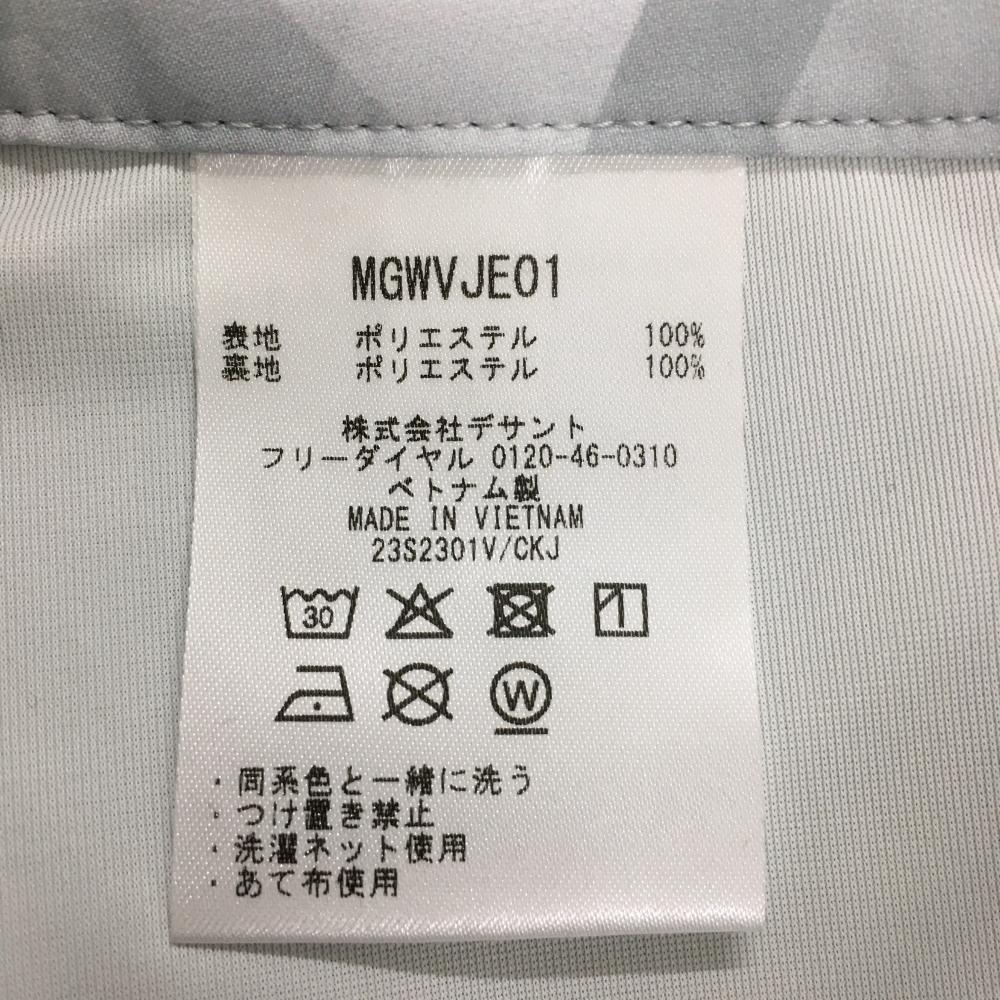 MGWVJE01
表地 ポリエステル 100%
裏地 ポリエステル 100%
株式会社デサント
フリーダイヤル 0120-46-0310
ベトナム製
MADE IN VIETNAM
23S2301V/CKJ
30
W
・同系色と一緒に洗う
・つけ置き禁止
・洗濯ネット使用
・あて布使用